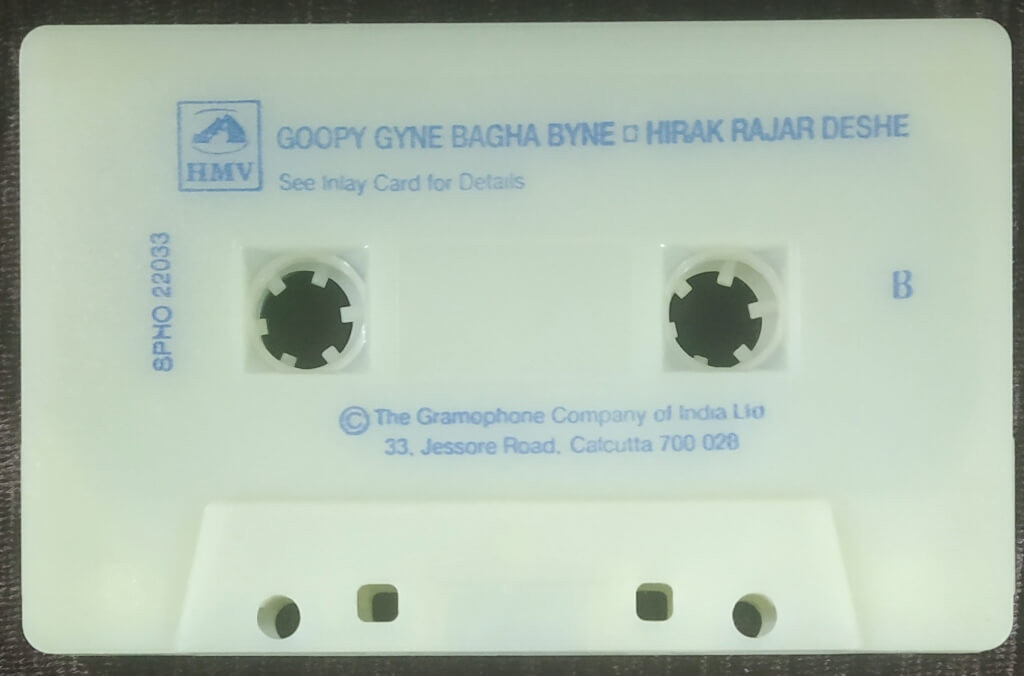 HMV
GOOPY GYNE BAGHA BYNE □ HIRAK RAJAR DESHE
See Inlay Card for Details
SPHO 22033
B
© The Gramophone Company of India Ltd
33, Jessore Road, Calcutta 700 028